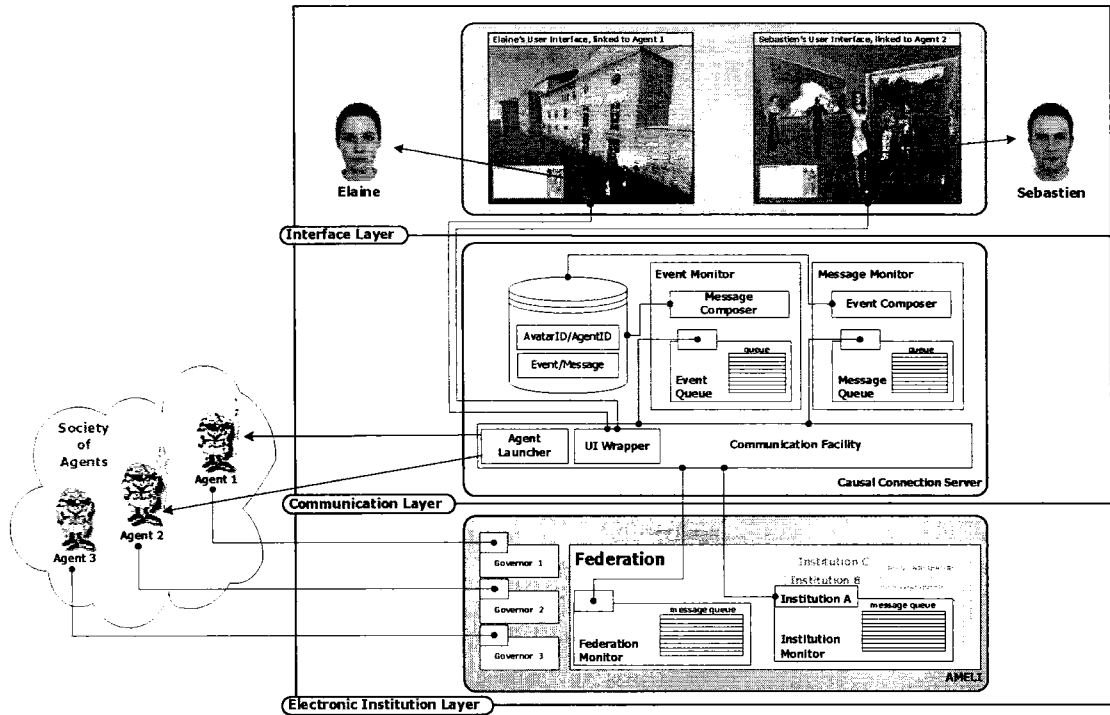 Elaine's User Interface, linked to Agent 1
Sebastien's User Interface, linked to Agent 2
Elaine
Sebastien
Interface Layer
Event Monitor
Message Monitor
Message
Composer
Event Composer
AvatarID/AgentID
Event/Message
queue
Event
Queue
queue
Message
Queue
Society
of
Agents
Agent 1
Agent 2
Agent 3
Agent
Launcher
UI Wrapper
Communication Facility
Causal Connection Server
Communication Layer
Governor 1
Governor 2
Governor 3
Federation
Institution C
Institution B
Institution A
message queue
Federation
Monitor
message queue
Institution
Monitor
AMELI
Electronic Institution Layer